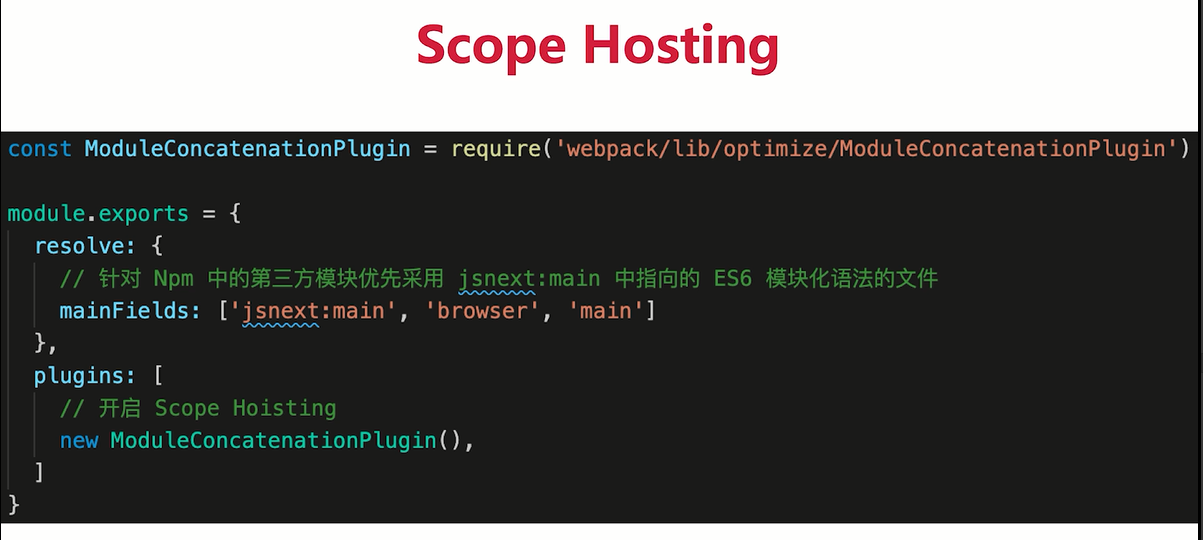 Scope Hosting
const ModuleConcatenationPlugin = require('webpack/lib/optimize/ModuleConcatenationPlugin')
module.exports = {
resolve: {
// 针对 Npm 中的第三方模块优先采用 jsnext:main 中指向的 ES6 模块化语法的文件
mainFields: ['jsnext:main', 'browser', 'main']
},
plugins: [
// 开启 Scope Hoisting
new ModuleConcatenationPlugin(),
]
}